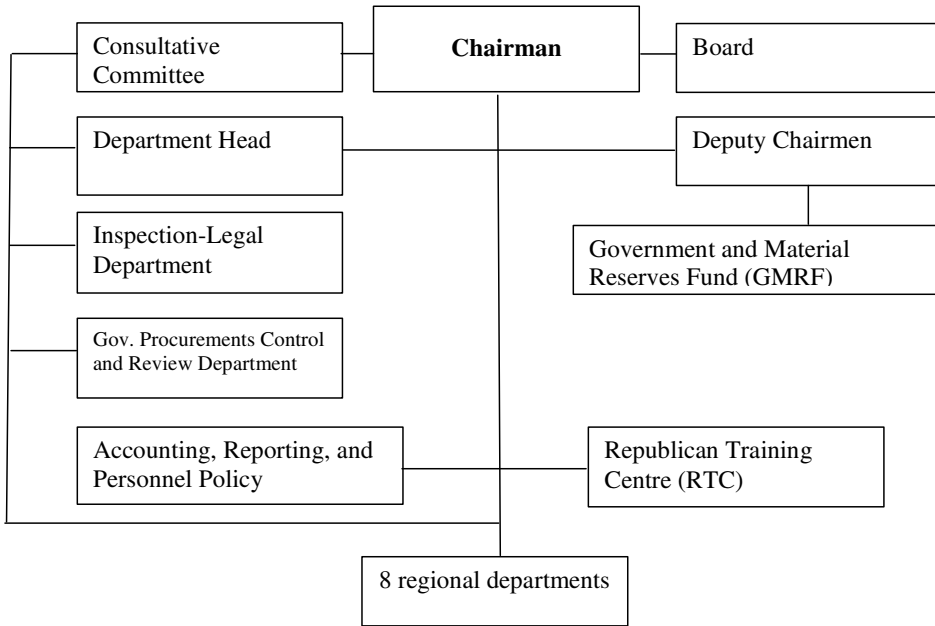 Consultative
Committee
Chairman
Board
Department Head
Deputy Chairmen
Inspection-Legal
Department
Government and Material
Reserves Fund (GMRF)
Gov. Procurements Control
and Review Department
Accounting, Reporting, and
Personnel Policy
Republican Training
Centre (RTC)
8 regional departments